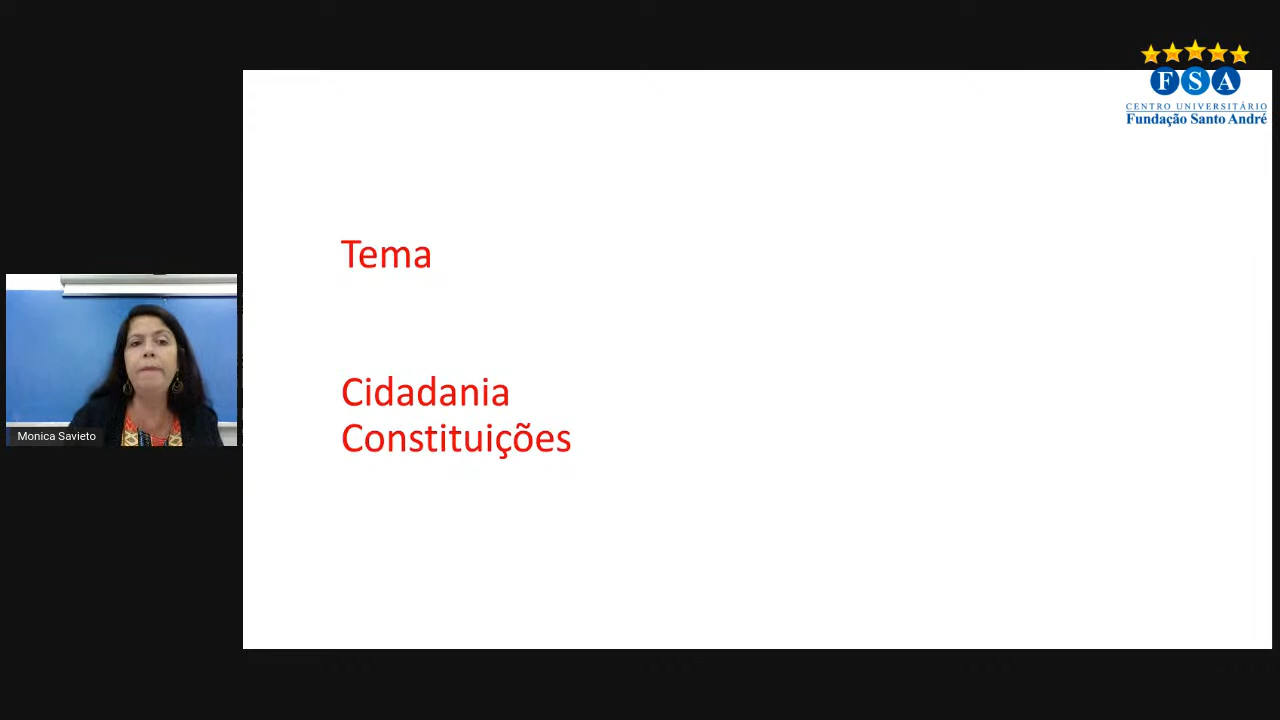 FSA
CENTRO UNIVERSITÁRIO
Fundação Santo André
Tema
Cidadania
Constituições
Monica Savieto